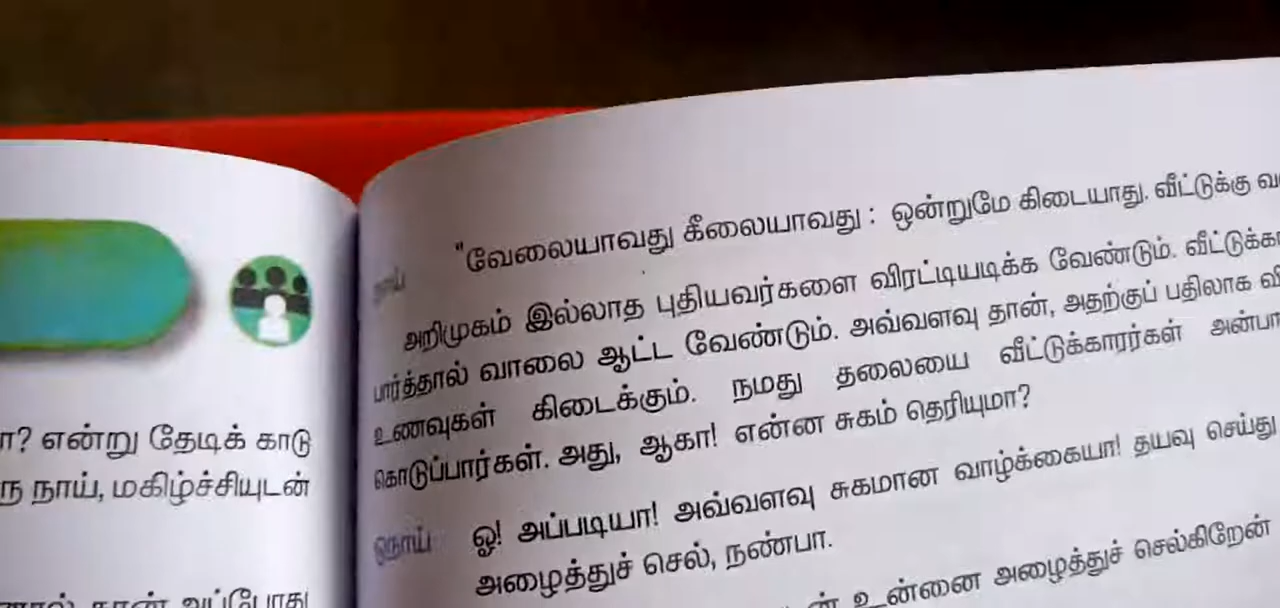 என்று தேடிக் காடு
நாய், மகிழ்ச்சியுடன்
நான் அப்போது
நாய்
"வேலையாவது கீலையாவது : ஒன்றுமே கிடையாது. வீட்டுக்கு
அறிமுகம் இல்லாத புதியவர்களை விரட்டியடிக்க வேண்டும்.
பார்த்தால் வாலை ஆட்ட வேண்டும். அவ்வளவு தான், அதற்குப் பதிலாக
உணவுகள் கிடைக்கும். நமது தலையை வீட்டுக்காரர்கள்
கொடுப்பார்கள். அது, ஆகா! என்ன சுகம் தெரியுமா?
ஓநாய் ஓ! அப்படியா! அவ்வளவு சுகமான வாழ்க்கையா! தயவு செய்து
அழைத்துச் செல், நண்பா.
உன்னை அழைத்துச் செல்கிறேன்